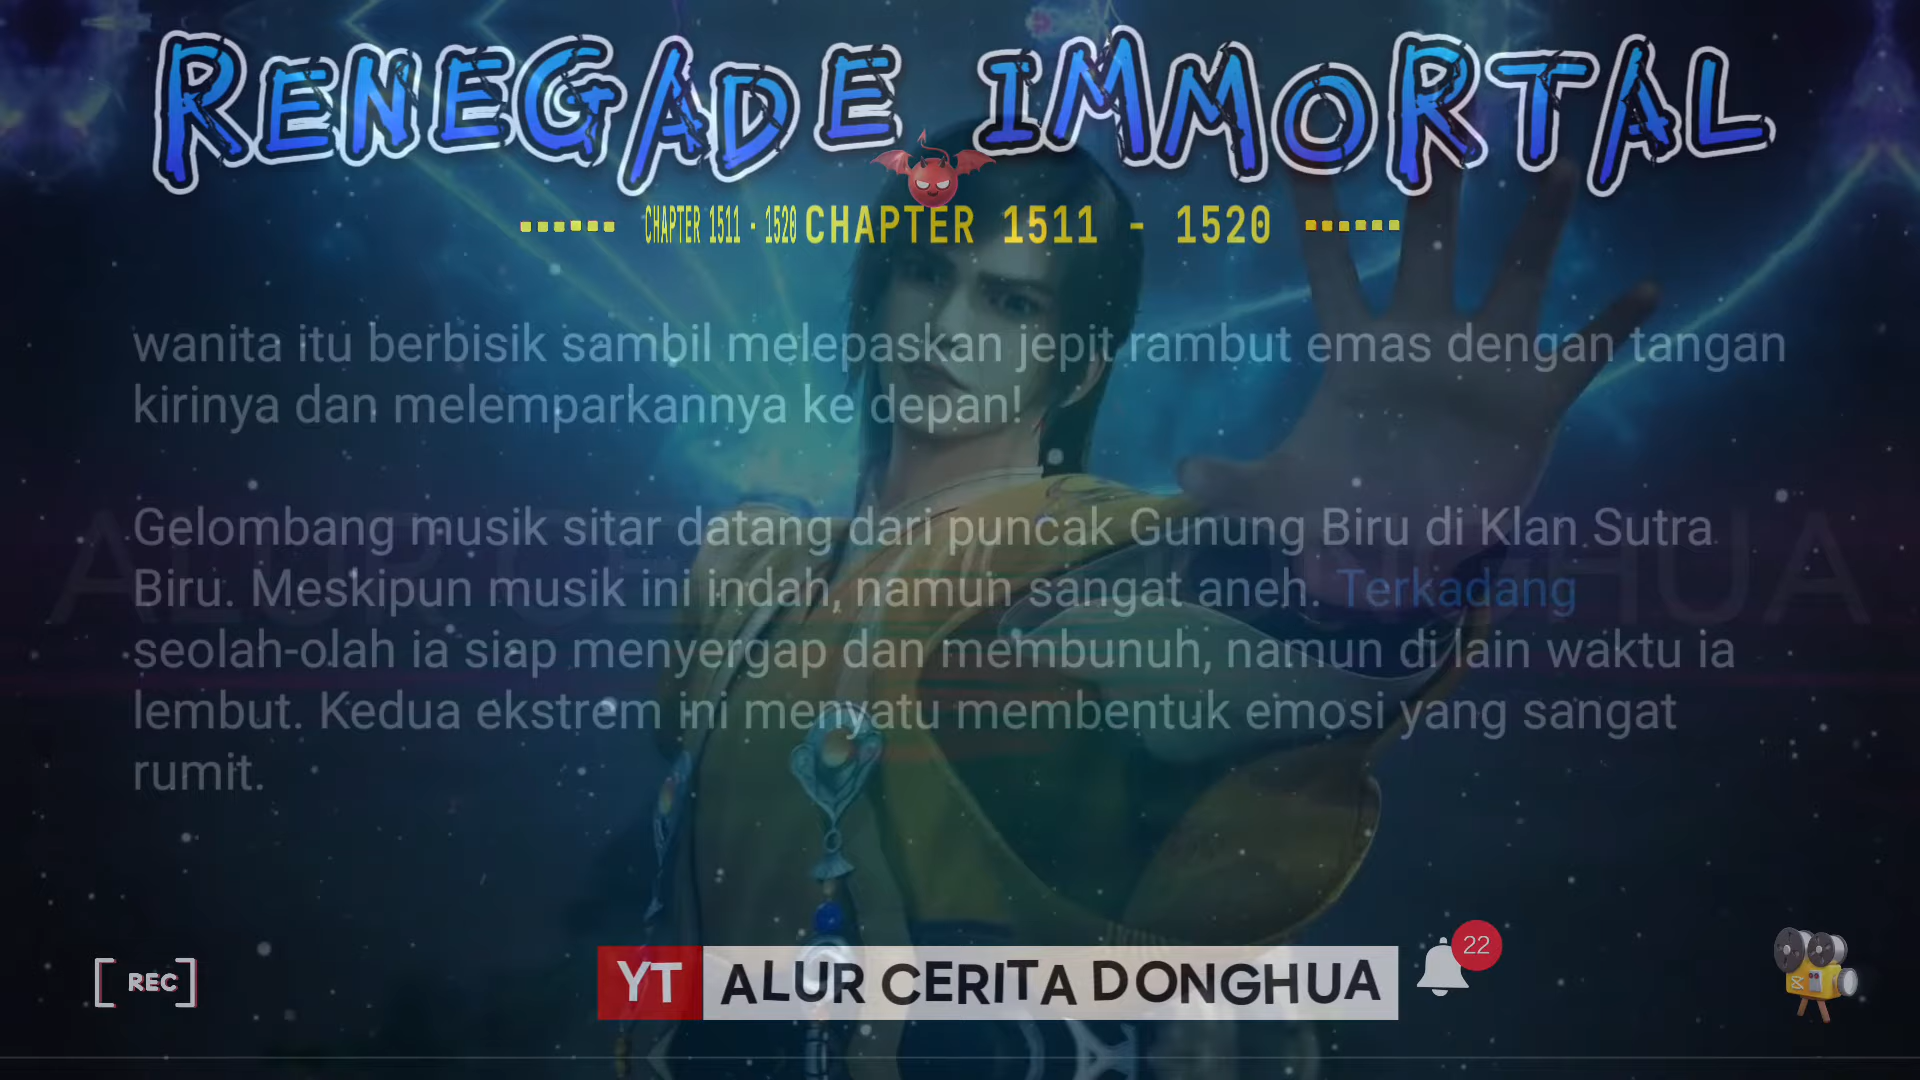 RENEGADE IMMORTAL
CHAPTER 1511 - 1520 CHAPTER 1511 - 1520
wanita itu berbisik sambil melepaskan jepit rambut emas dengan tangan
kirinya dan melemparkannya ke depan!
Gelombang musik sitar datang dari puncak Gunung Biru di Klan Sutra
Biru. Meskipun musik ini indah, namun sangat aneh. Terkadang
seolah-olah ia siap menyergap dan membunuh, namun di lain waktu ia
lembut. Kedua ekstrem ini menyatu membentuk emosi yang sangat
rumit.
ALUR CERITA DONGHUA
REC
YT ALUR CERITA DONGHUA
22